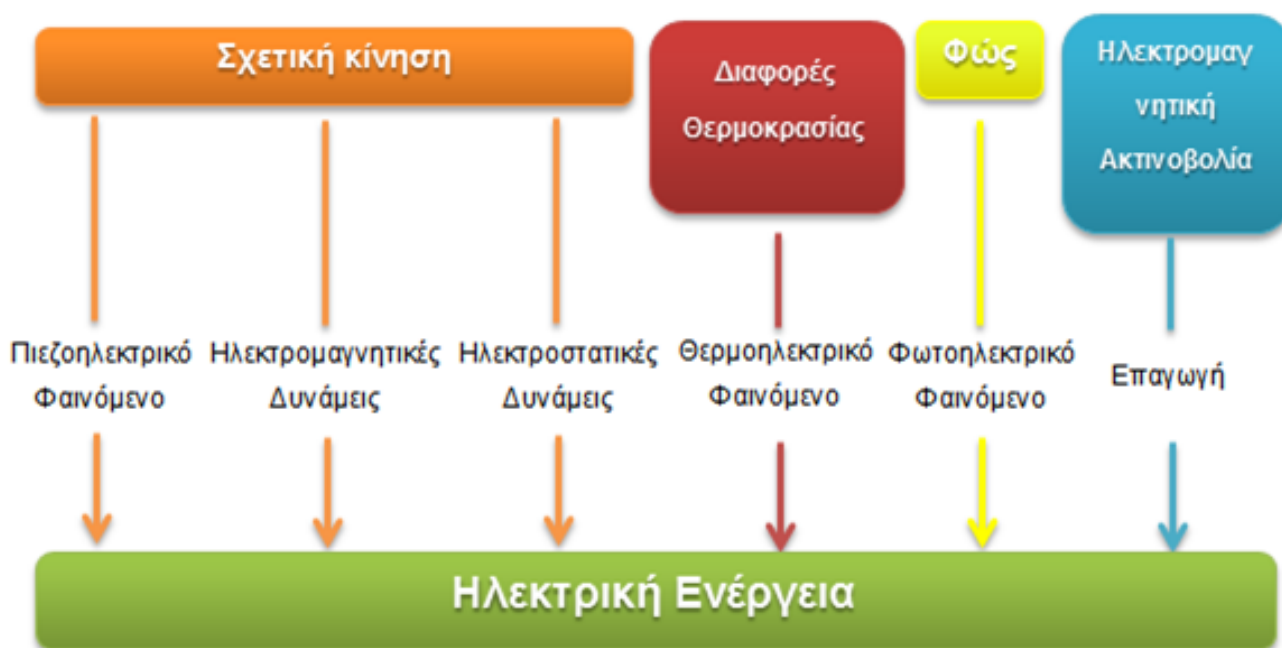 Σχετική κίνηση
Διαφορές
Θερμοκρασίας
Φώς
Ηλεκτρομαγ
νητική
Ακτινοβολία
Πιεζοηλεκτρικό
Φαινόμενο
Ηλεκτρομαγνητικές
Δυνάμεις
Ηλεκτροστατικές
Δυνάμεις
Θερμοηλεκτρικό
Φαινόμενο
Φωτοηλεκτρικό
Φαινόμενο
Επαγωγή
Ηλεκτρική Ενέργεια